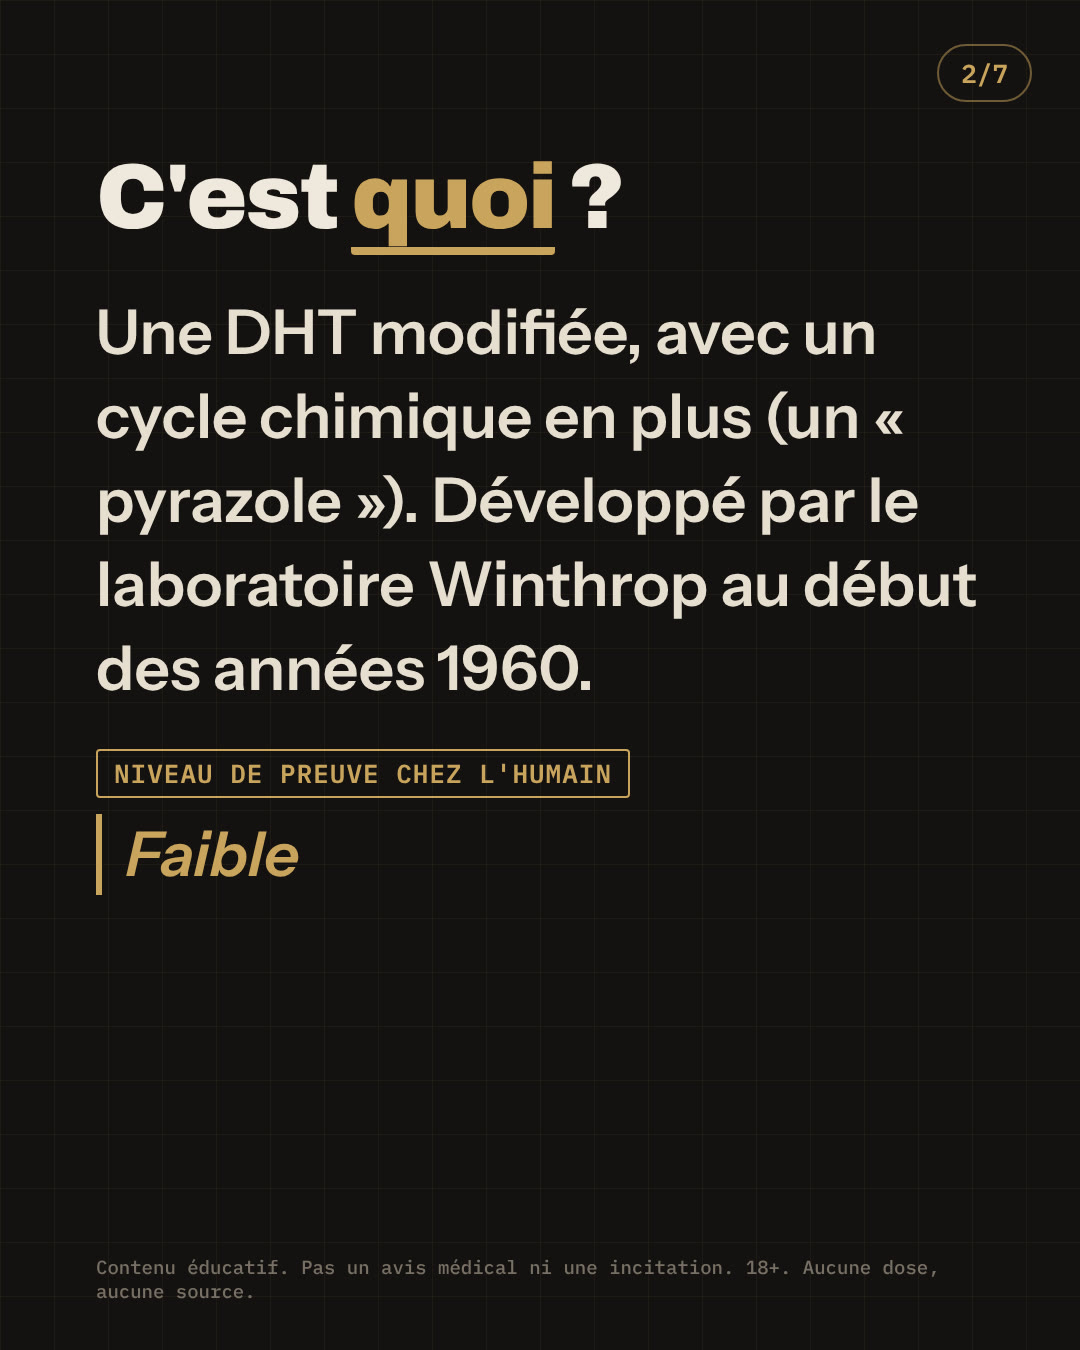 2/7
C'est quoi ?
Une DHT modifiée, avec un
cycle chimique en plus (un «
pyrazole »). Développé par le
laboratoire Winthrop au début
des années 1960.
NIVEAU DE PREUVE CHEZ L'HUMAIN
Faible
Contenu éducatif. Pas un avis médical ni une incitation. 18+. Aucune dose,
aucune source.